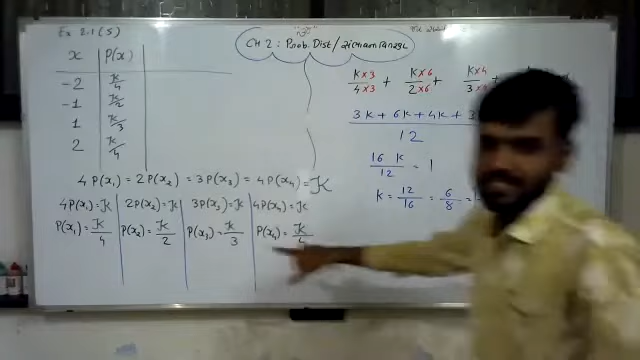 Ex 2.1 (5)
CH 2 : Prob. Dist /
x P(x)
-2 K/4
-1 K/2
1 K/3
2 K/4
4P(x₁) = 2P(x₂) = 3P(x₃) = 4P(x₄) = K
4P(x₁) = K 2P(x₂) = K 3P(x₃) = K 4P(x₄) = K
P(x₁) = K/4 P(x₂) = K/2 P(x₃) = K/3 P(x₄) = K/4
K×3/4×3 + K×6/2×6 + K×4/3×4 +
3K + 6K + 4K + 3
12
16 K/12 = 1
K = 12/16 = 6/8 =